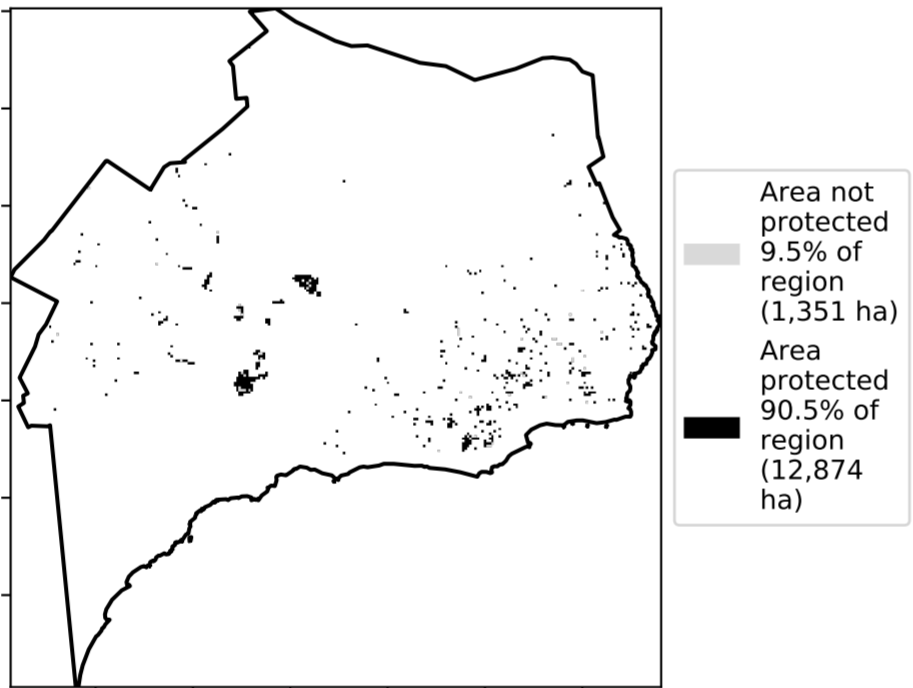 Area not
protected
9.5% of
region
(1,351 ha)
Area
protected
90.5% of
region
(12,874
ha)